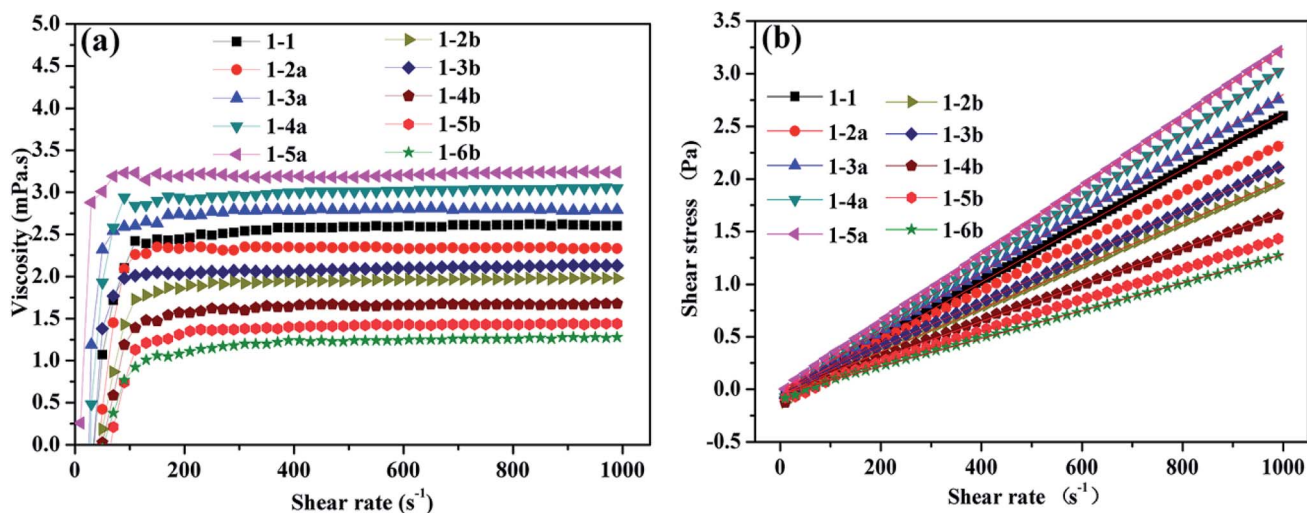 (a)
1-1
1-2a
1-3a
1-4a
1-5a
1-2b
1-3b
1-4b
1-5b
1-6b
5.0
4.5
4.0
3.5
3.0
2.5
2.0
1.5
1.0
0.5
0.0
Viscosity (mPa.s)
0 200 400 600 800 1000
Shear rate (s⁻¹)
(b)
1-1
1-2a
1-3a
1-4a
1-5a
1-2b
1-3b
1-4b
1-5b
1-6b
3.5
3.0
2.5
2.0
1.5
1.0
0.5
0.0
-0.5
Shear stress (Pa)
0 200 400 600 800 1000
Shear rate （s⁻¹）